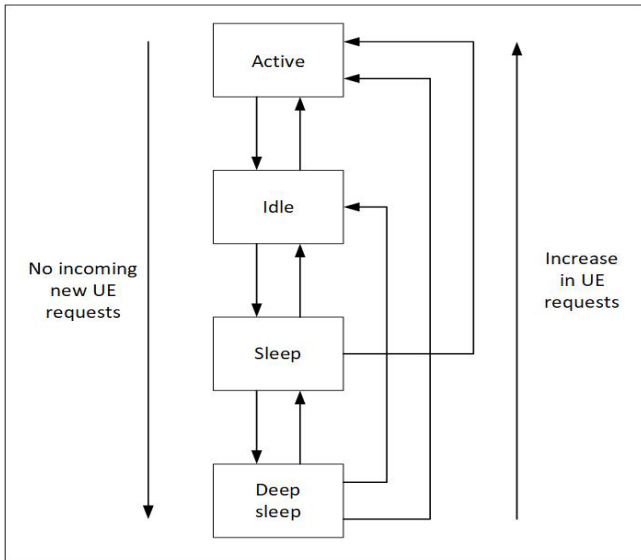 Active
Idle
No incoming
new UE
requests
Increase
in UE
requests
Sleep
Deep
sleep